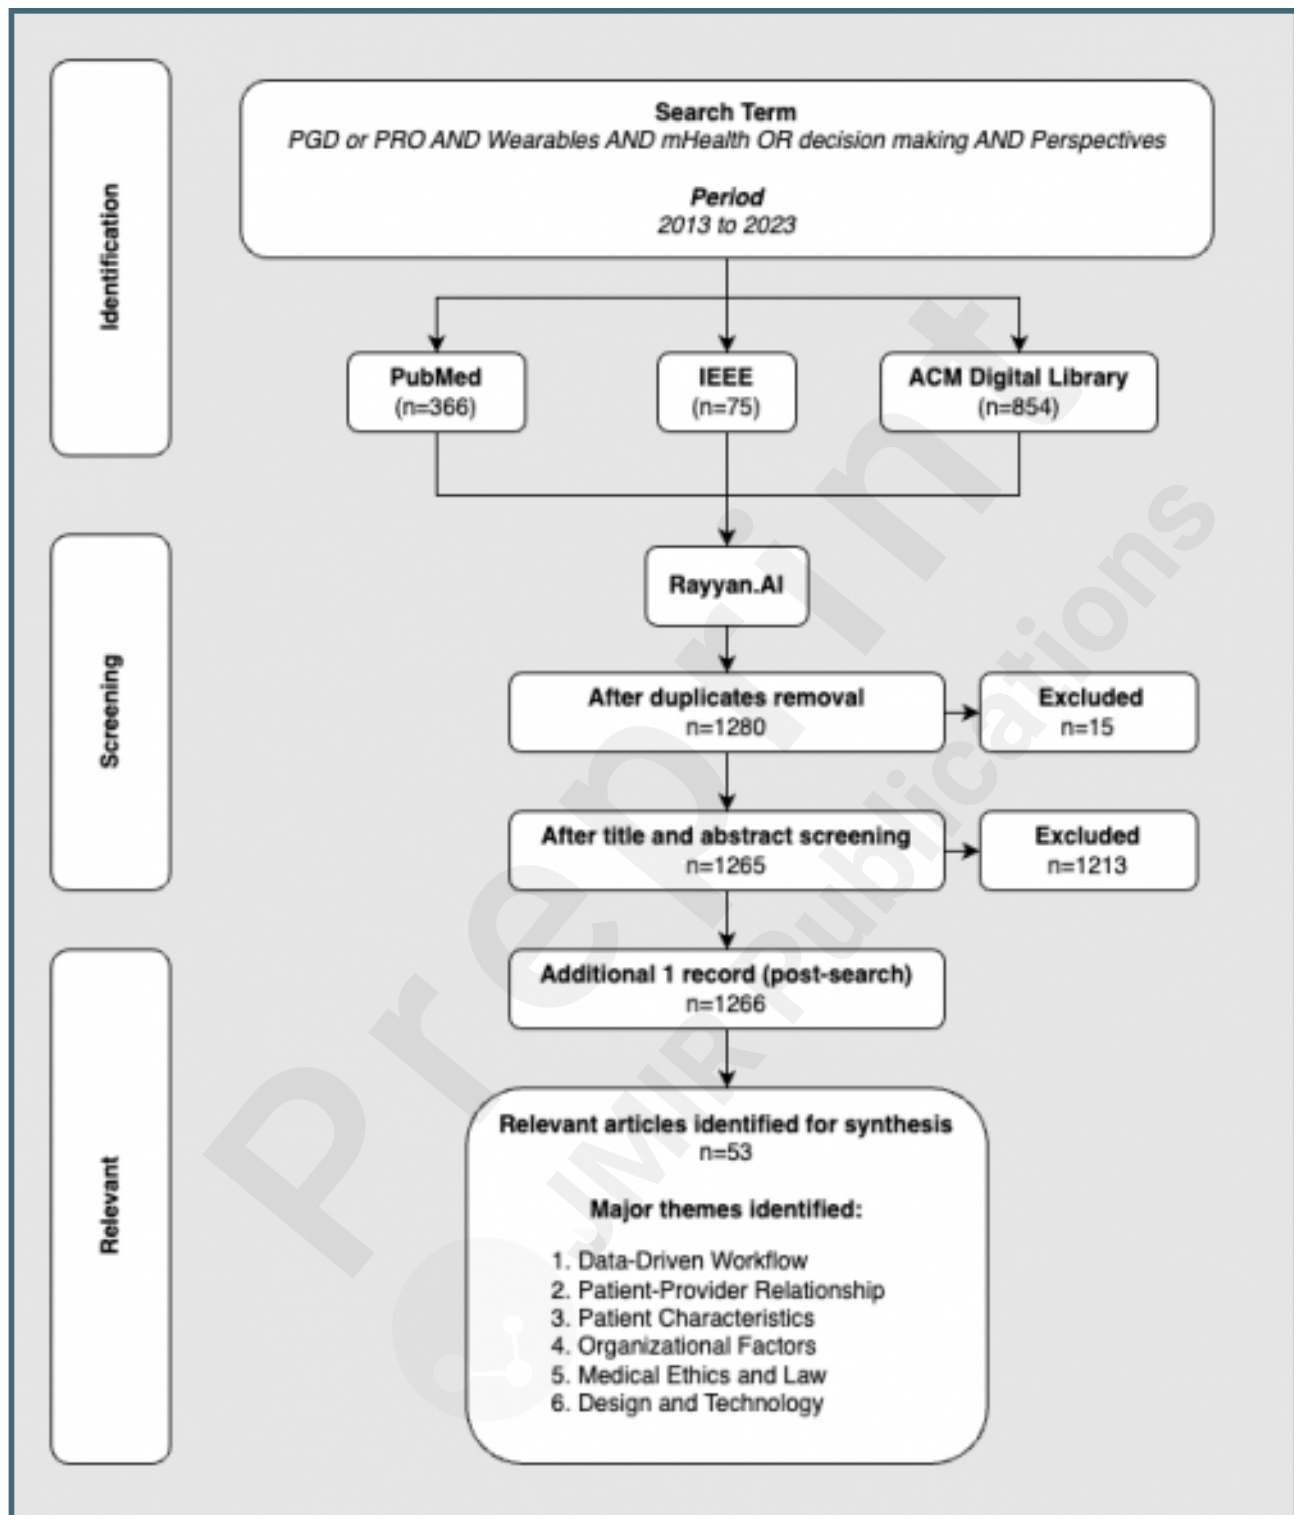 Identification
Search Term
PGD or PRO AND Wearables AND mHealth OR decision making AND Perspectives
Period
2013 to 2023
PubMed
(n=366)
IEEE
(n=75)
ACM Digital Library
(n=854)
Screening
Rayyan.AI
After duplicates removal
n=1280
Excluded
n=15
After title and abstract screening
n=1265
Excluded
n=1213
Relevant
Additional 1 record (post-search)
n=1266
Relevant articles identified for synthesis
n=53
Major themes identified:
1. Data-Driven Workflow
2. Patient-Provider Relationship
3. Patient Characteristics
4. Organizational Factors
5. Medical Ethics and Law
6. Design and Technology
Preprint
JMIR Publications